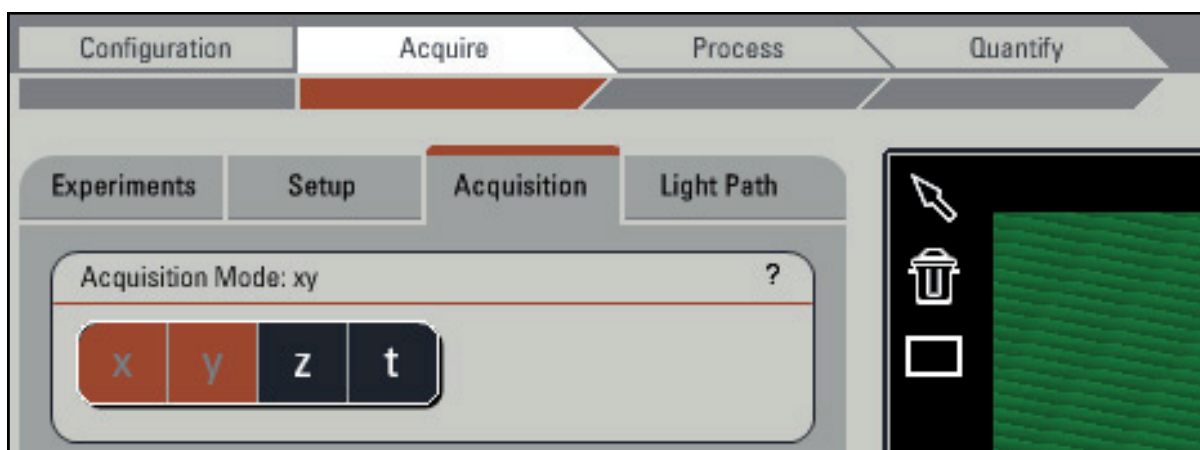 Configuration Acquire Process Quantify
Experiments Setup Acquisition Light Path
Acquisition Mode: xy ?
x y z t